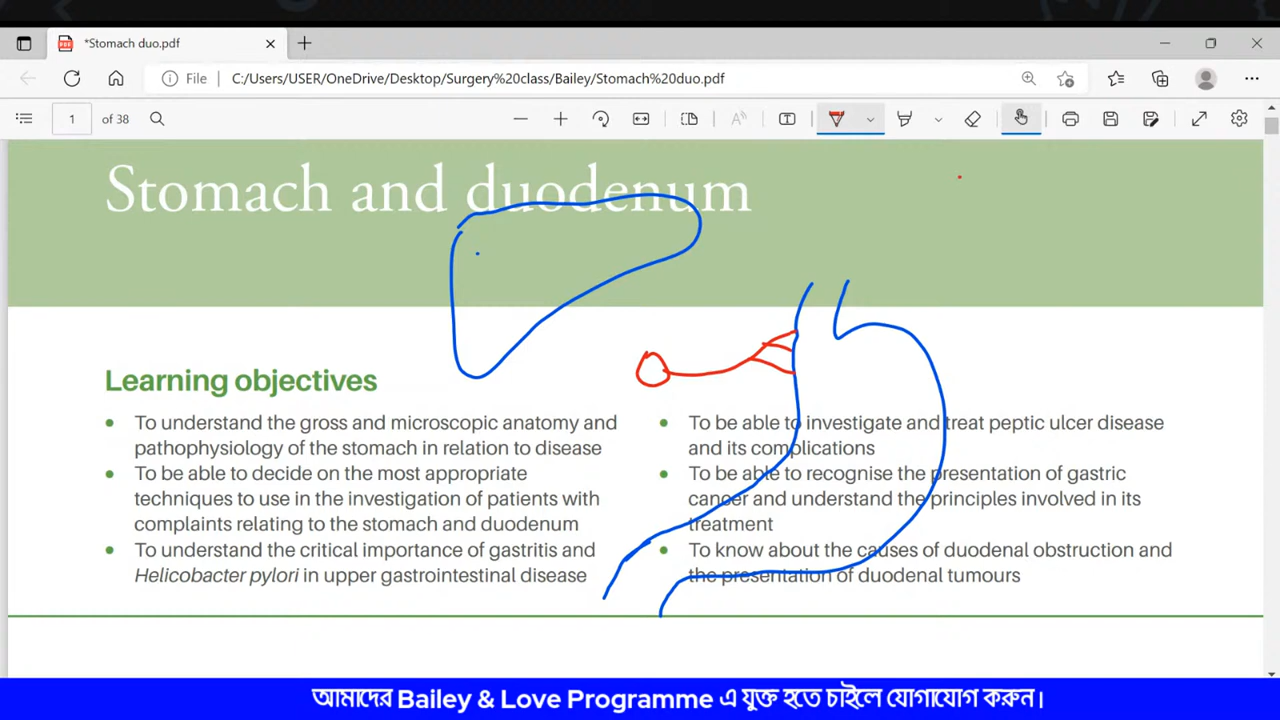 *Stomach duo.pdf
File
C:/Users/USER/OneDrive/Desktop/Surgery%20class/Bailey/Stomach%20duo.pdf
1 of 38
Stomach and duodenum
Learning objectives
• To understand the gross and microscopic anatomy and
pathophysiology of the stomach in relation to disease
• To be able to decide on the most appropriate
techniques to use in the investigation of patients with
complaints relating to the stomach and duodenum
• To understand the critical importance of gastritis and
Helicobacter pylori in upper gastrointestinal disease
• To be able to investigate and treat peptic ulcer disease
and its complications
• To be able to recognise the presentation of gastric
cancer and understand the principles involved in its
treatment
• To know about the causes of duodenal obstruction and
the presentation of duodenal tumours
আমাদের Bailey & Love Programme এ যুক্ত হতে চাইলে যোগাযোগ করুন।